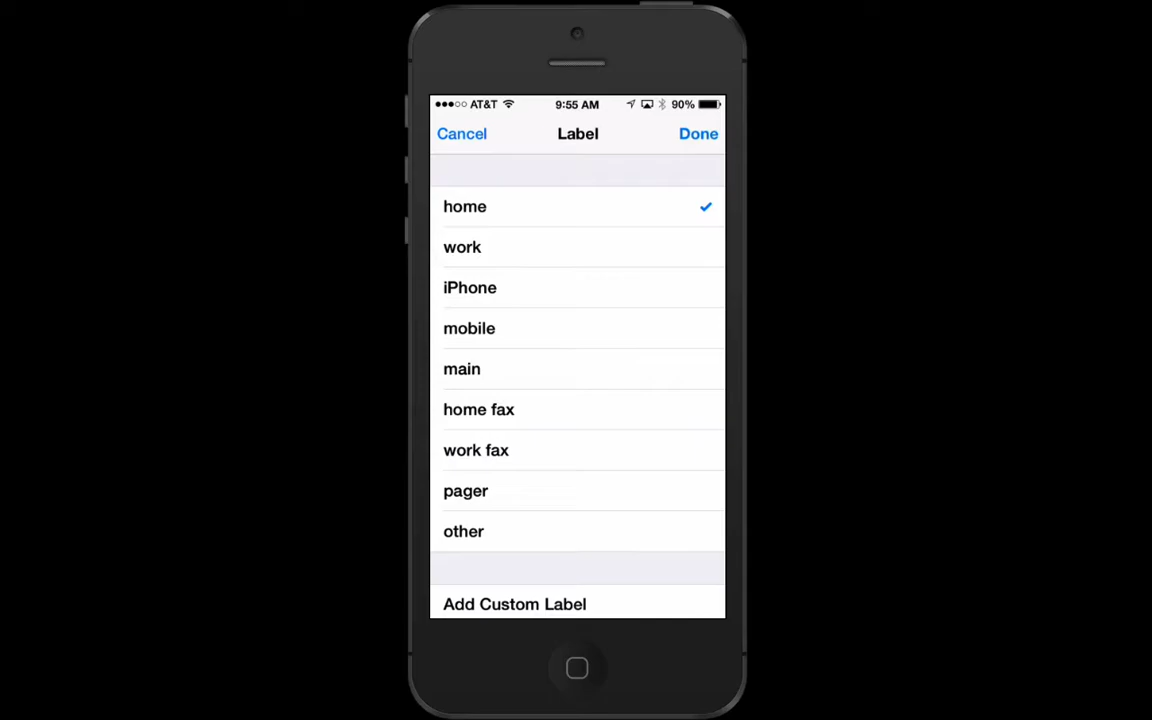 AT&T 9:55 AM 90%
Cancel Label Done
home
work
iPhone
mobile
main
home fax
work fax
pager
other
Add Custom Label